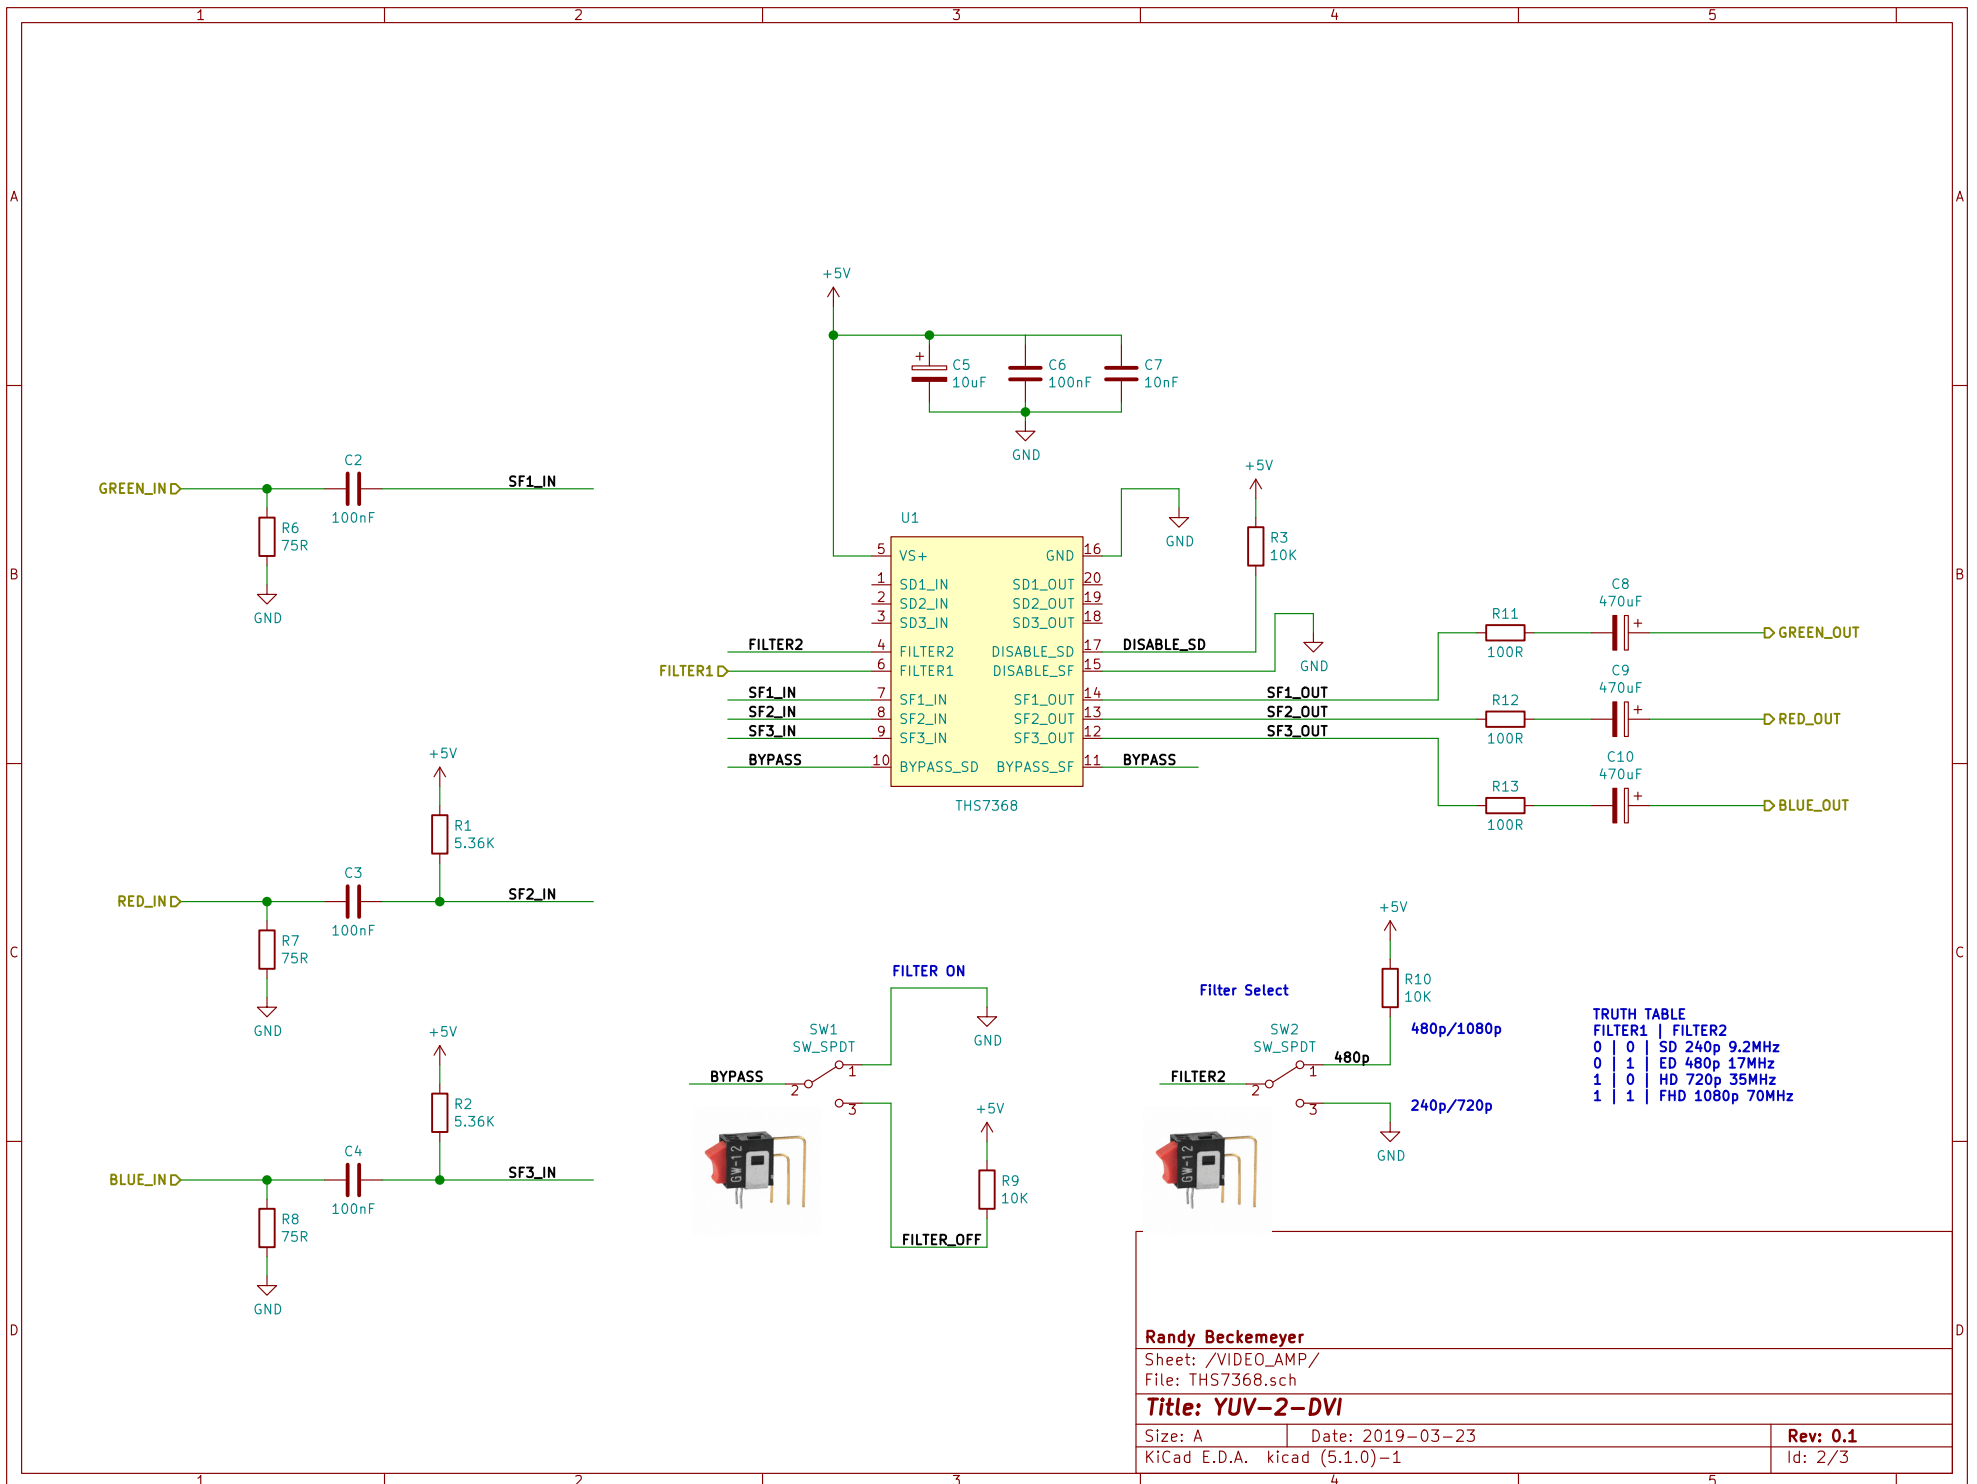 1 2 3 4 5
A A
B B
C C
D D
1 2 3 4 5
+5V
+
C5
10uF
C6
100nF
C7
10nF
GND
GREEN_IN
C2
100nF
SF1_IN
R6
75R
GND
RED_IN
C3
100nF
+5V
R1
5.36K
SF2_IN
R7
75R
GND
BLUE_IN
C4
100nF
+5V
R2
5.36K
SF3_IN
R8
75R
GND
U1
5 VS+
1 SD1_IN
2 SD2_IN
3 SD3_IN
FILTER2 4 FILTER2
FILTER1 6 FILTER1
SF1_IN 7 SF1_IN
SF2_IN 8 SF2_IN
SF3_IN 9 SF3_IN
BYPASS 10 BYPASS_SD
GND 16
SD1_OUT 20
SD2_OUT 19
SD3_OUT 18
DISABLE_SD 17 DISABLE_SD
DISABLE_SF 15
SF1_OUT 14 SF1_OUT
SF2_OUT 13 SF2_OUT
SF3_OUT 12 SF3_OUT
BYPASS_SF 11 BYPASS
THS7368
GND
+5V
R3
10K
GND
R11
100R
C8
470uF
+
GREEN_OUT
R12
100R
C9
470uF
+
RED_OUT
R13
100R
C10
470uF
+
BLUE_OUT
FILTER ON
SW1
SW_SPDT
BYPASS
2
1
3
GND
+5V
R9
10K
FILTER_OFF
GW-12
Filter Select
SW2
SW_SPDT
FILTER2
2
1
3
480p
+5V
R10
10K
480p/1080p
240p/720p
GND
GW-12
TRUTH TABLE
FILTER1 | FILTER2
0 | 0 | SD 240p 9.2MHz
0 | 1 | ED 480p 17MHz
1 | 0 | HD 720p 35MHz
1 | 1 | FHD 1080p 70MHz
Randy Beckemeyer
Sheet: /VIDEO_AMP/
File: THS7368.sch
Title: YUV-2-DVI
Size: A Date: 2019-03-23 Rev: 0.1
KiCad E.D.A. kicad (5.1.0)-1 Id: 2/3